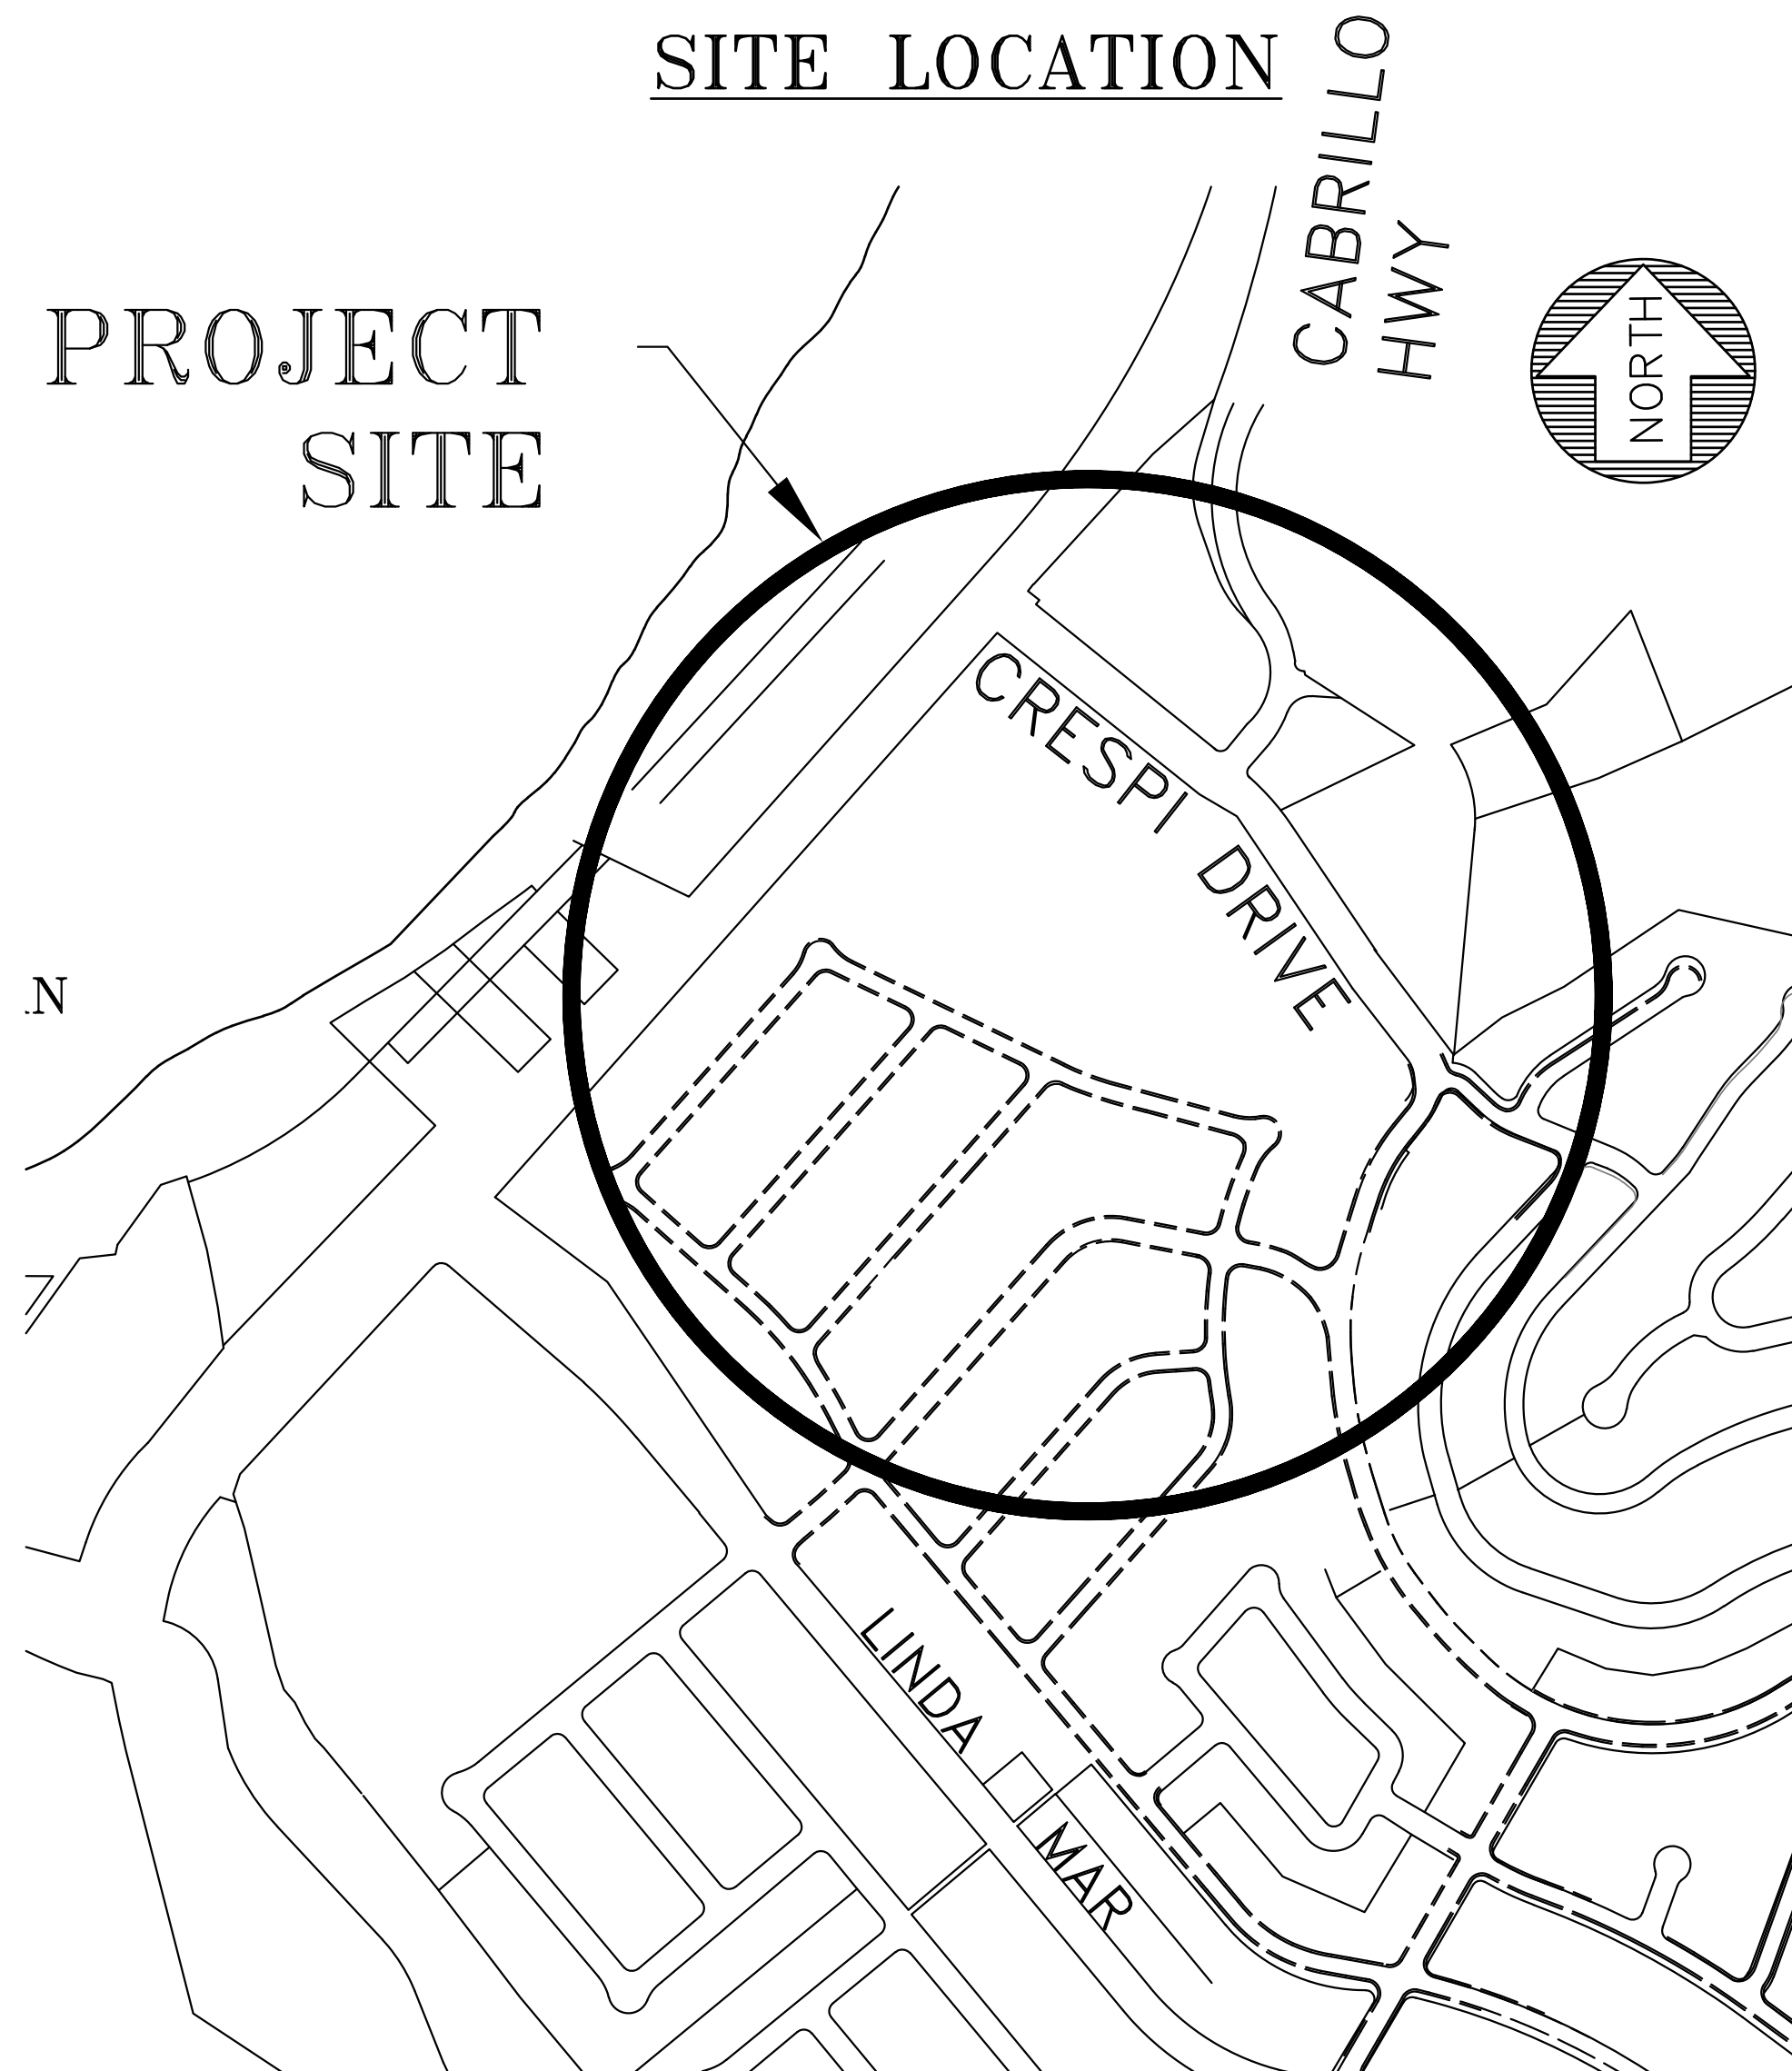 SITE LOCATION
CABRILLO
HWY
PROJECT
SITE
NORTH
CRESPI DRIVE
N
LINDA
MAR